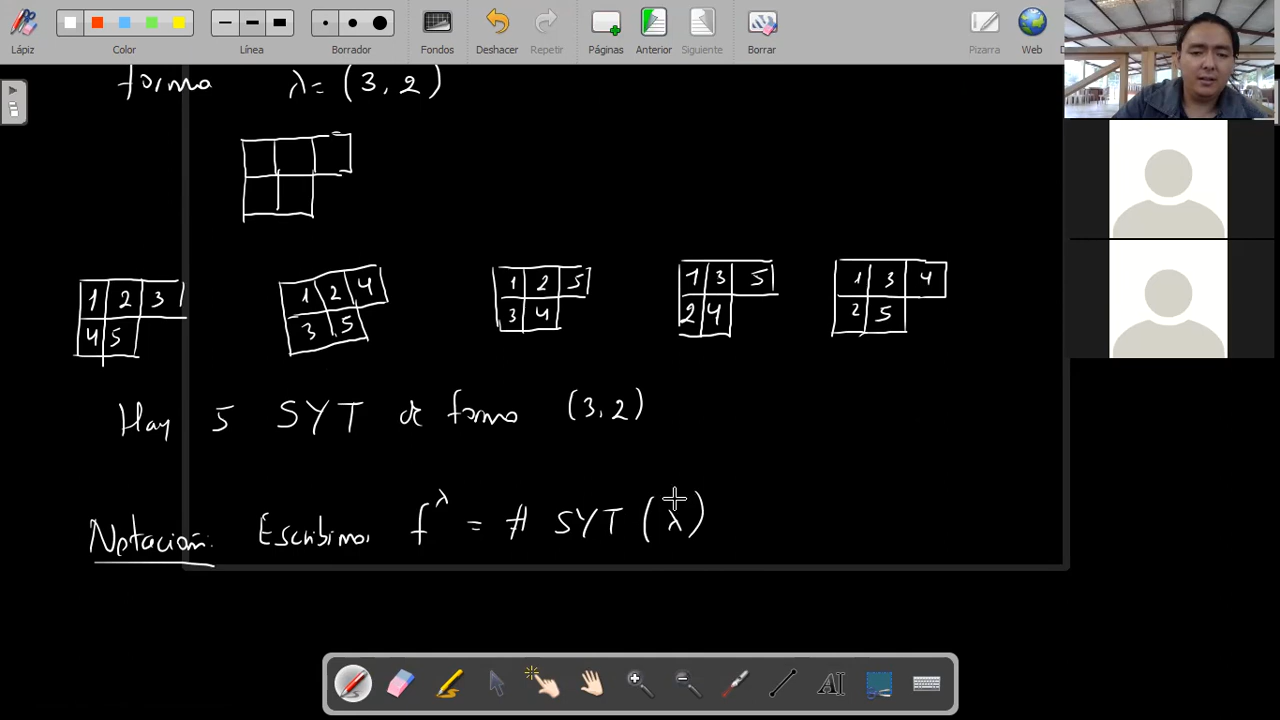 Lápiz Color Línea Borrador Fondos Deshacer Repetir Páginas Anterior Siguiente Borrar Pizarra Web
forma λ = (3, 2)
1 2 3 1 2 4 1 2 5 1 3 5 1 3 4
4 5 3 5 3 4 2 4 2 5
Hay 5 SYT de forma (3, 2)
Notación: Escribimos f^λ = # SYT (λ)
AI